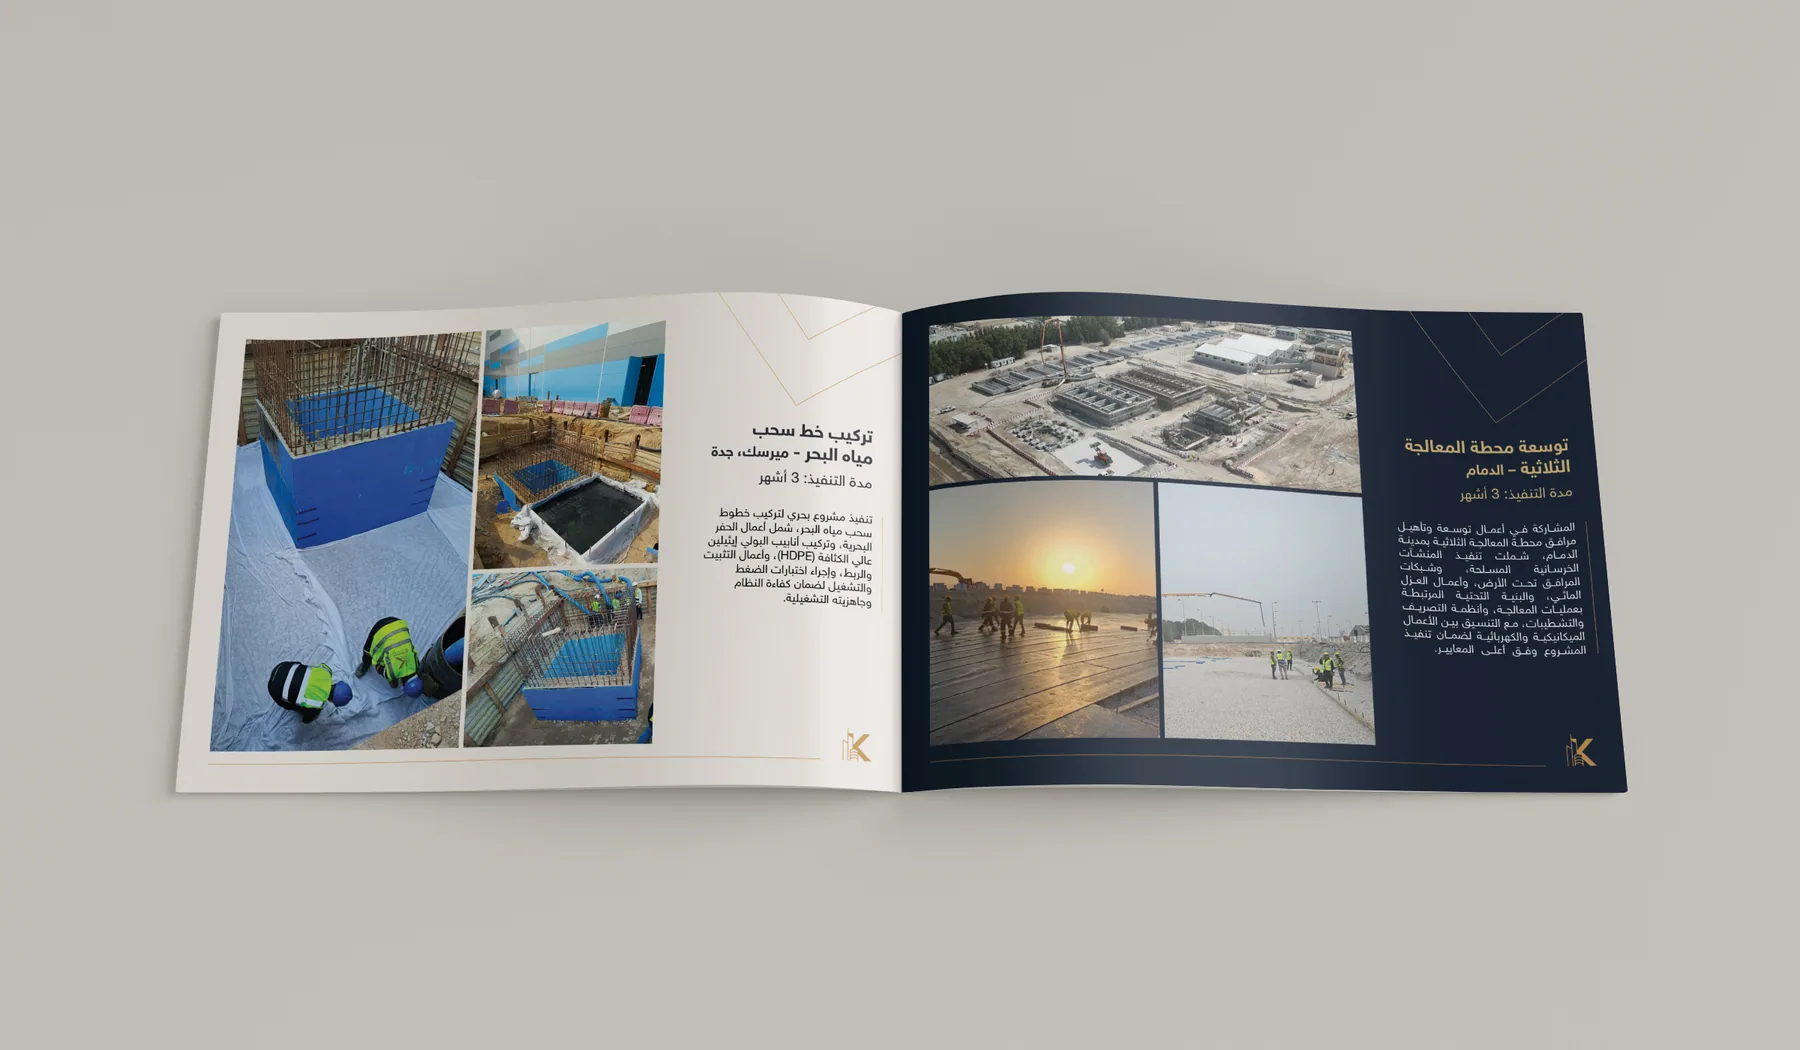 توسعة محطة المعالجة
الثلاثية – الدمام
مدة التنفيذ: 3 أشهر
المشاركة في أعمال توسعة وتأهيل
مرافق محطة المعالجة الثلاثية بمدينة
الدمام، شملت تنفيذ المنشآت
الخرسانية المسلحة، وشبكات
المرافق تحت الأرض، وأعمال العزل
المائي، والبنية التحتية المرتبطة
بعمليات المعالجة، وأنظمة التصريف
والتشطيبات، مع التنسيق بين الأعمال
الميكانيكية والكهربائية لضمان تنفيذ
المشروع وفق أعلى المعايير.
K
تركيب خط سحب
مياه البحر - ميرسك، جدة
مدة التنفيذ: 3 أشهر
تنفيذ مشروع بحري لتركيب خطوط
سحب مياه البحر، شمل أعمال الحفر
البحرية، وتركيب أنابيب البولي إيثيلين
عالي الكثافة (HDPE)، وأعمال التثبيت
والربط، وإجراء اختبارات الضغط
والتشغيل لضمان كفاءة النظام
وجاهزيته التشغيلية.
K